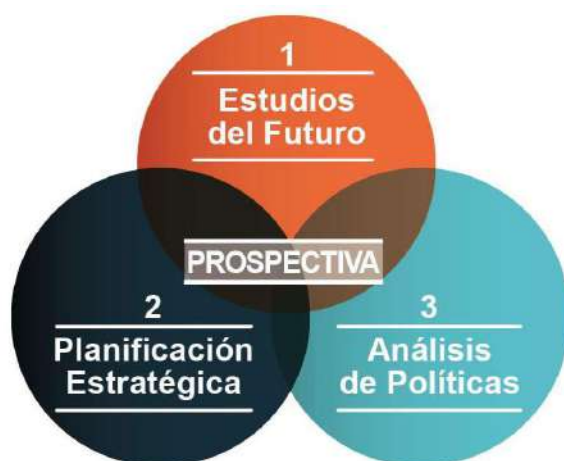 1
Estudios
del Futuro
PROSPECTIVA
2
Planificación
Estratégica
3
Análisis
de Políticas